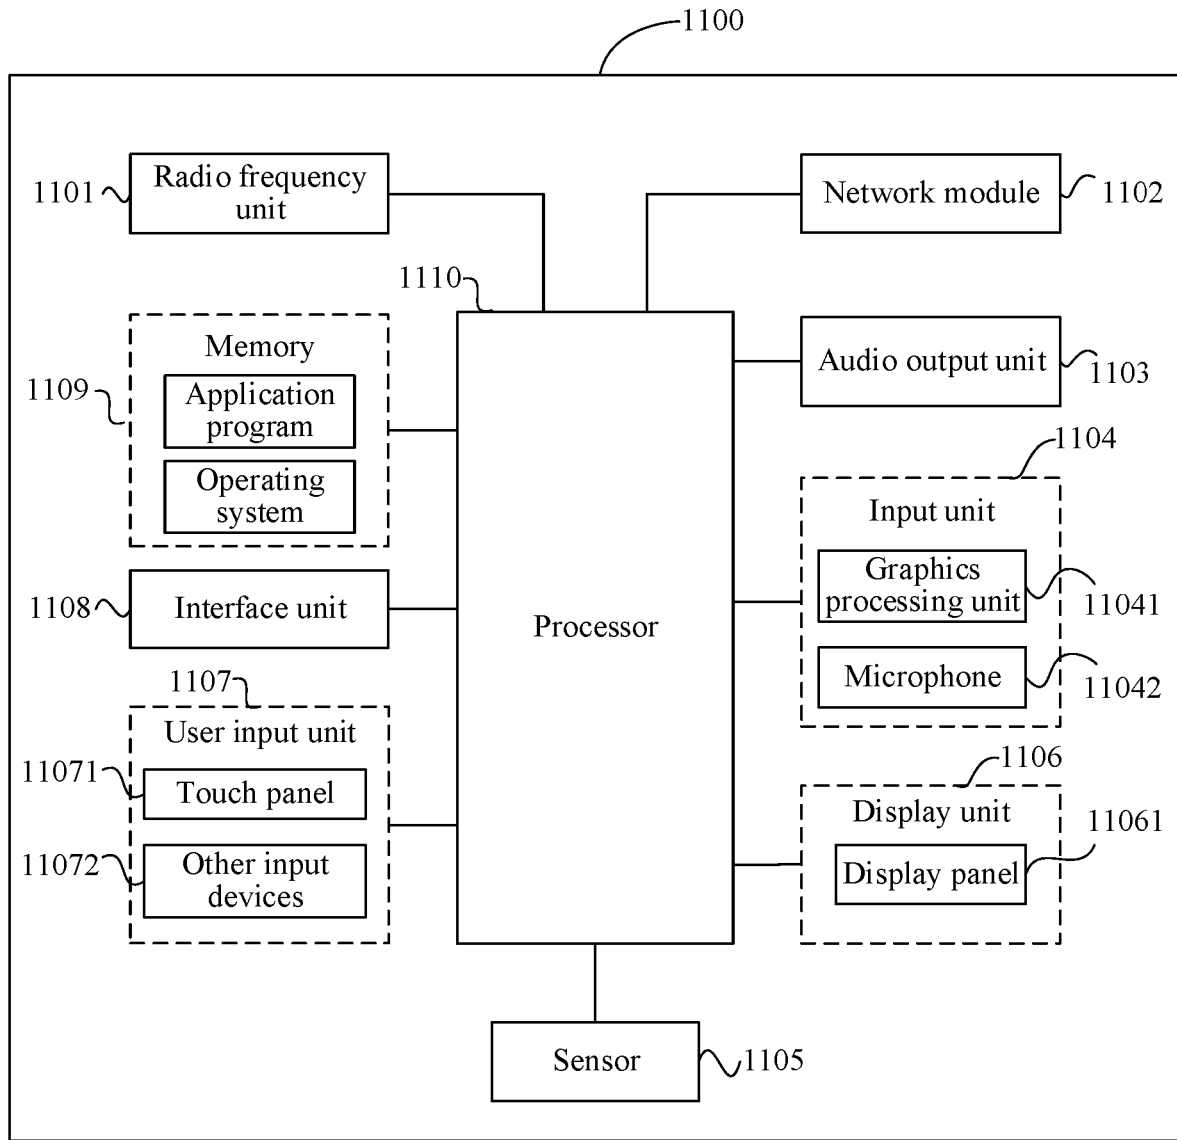 1100
1101
Radio frequency
unit
Network module
1102
1110
Memory
Application
program
Operating
system
1109
Audio output unit
1103
1104
Input unit
Graphics
processing unit
11041
Microphone
11042
1108
Interface unit
Processor
1107
User input unit
11071
Touch panel
11072
Other input
devices
1106
Display unit
11061
Display panel
Sensor
1105